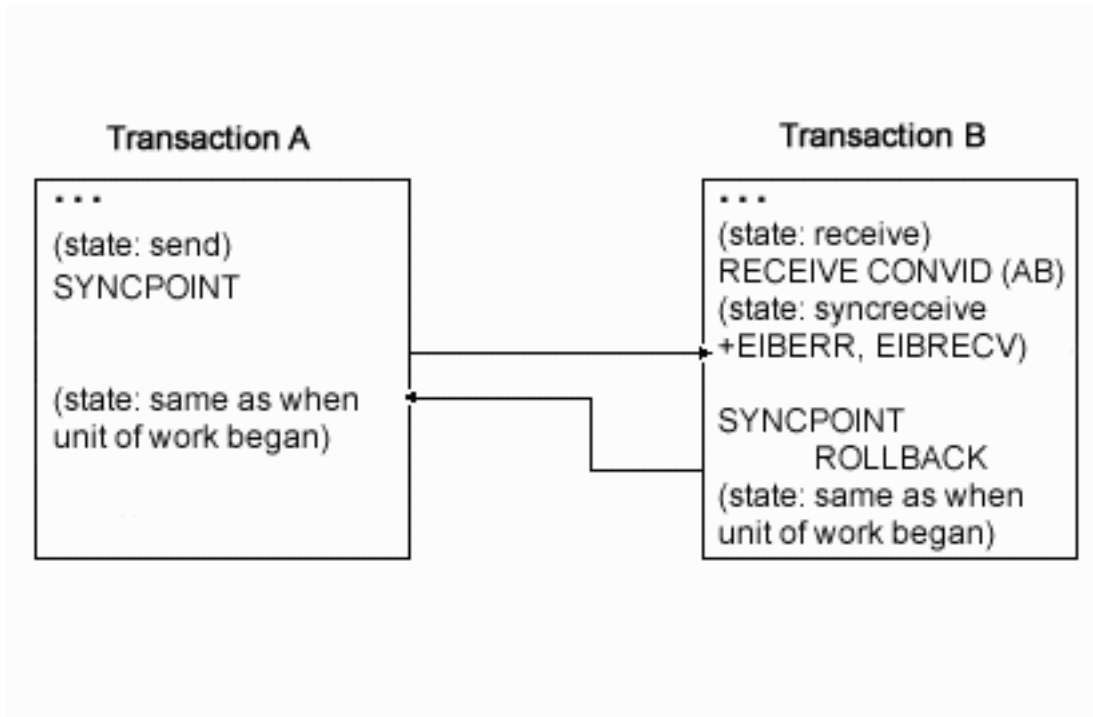 Transaction A
...
(state: send)
SYNCPOINT
(state: same as when
unit of work began)
Transaction B
...
(state: receive)
RECEIVE CONVID (AB)
(state: syncreceive
+EIBERR, EIBRECV)
SYNCPOINT
ROLLBACK
(state: same as when
unit of work began)